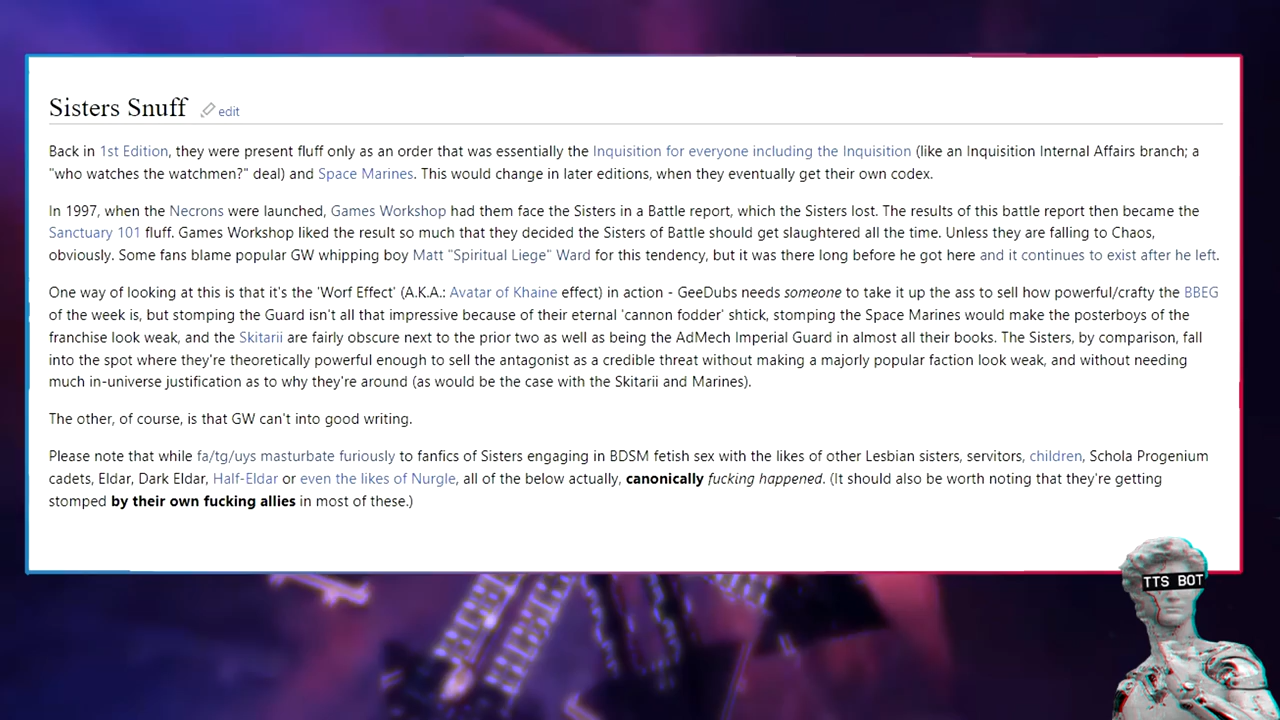 Sisters Snuff edit
Back in 1st Edition, they were present fluff only as an order that was essentially the Inquisition for everyone including the Inquisition (like an Inquisition Internal Affairs branch; a
"who watches the watchmen?" deal) and Space Marines. This would change in later editions, when they eventually get their own codex.
In 1997, when the Necrons were launched, Games Workshop had them face the Sisters in a Battle report, which the Sisters lost. The results of this battle report then became the
Sanctuary 101 fluff. Games Workshop liked the result so much that they decided the Sisters of Battle should get slaughtered all the time. Unless they are falling to Chaos,
obviously. Some fans blame popular GW whipping boy Matt "Spiritual Liege" Ward for this tendency, but it was there long before he got here and it continues to exist after he left.
One way of looking at this is that it's the 'Worf Effect' (A.K.A.: Avatar of Khaine effect) in action - GeeDubs needs someone to take it up the ass to sell how powerful/crafty the BBEG
of the week is, but stomping the Guard isn't all that impressive because of their eternal 'cannon fodder' shtick, stomping the Space Marines would make the posterboys of the
franchise look weak, and the Skitarii are fairly obscure next to the prior two as well as being the AdMech Imperial Guard in almost all their books. The Sisters, by comparison, fall
into the spot where they're theoretically powerful enough to sell the antagonist as a credible threat without making a majorly popular faction look weak, and without needing
much in-universe justification as to why they're around (as would be the case with the Skitarii and Marines).
The other, of course, is that GW can't into good writing.
Please note that while fa/tg/uys masturbate furiously to fanfics of Sisters engaging in BDSM fetish sex with the likes of other Lesbian sisters, servitors, children, Schola Progenium
cadets, Eldar, Dark Eldar, Half-Eldar or even the likes of Nurgle, all of the below actually, canonically fucking happened. (It should also be worth noting that they're getting
stomped by their own fucking allies in most of these.)
TTS BOT